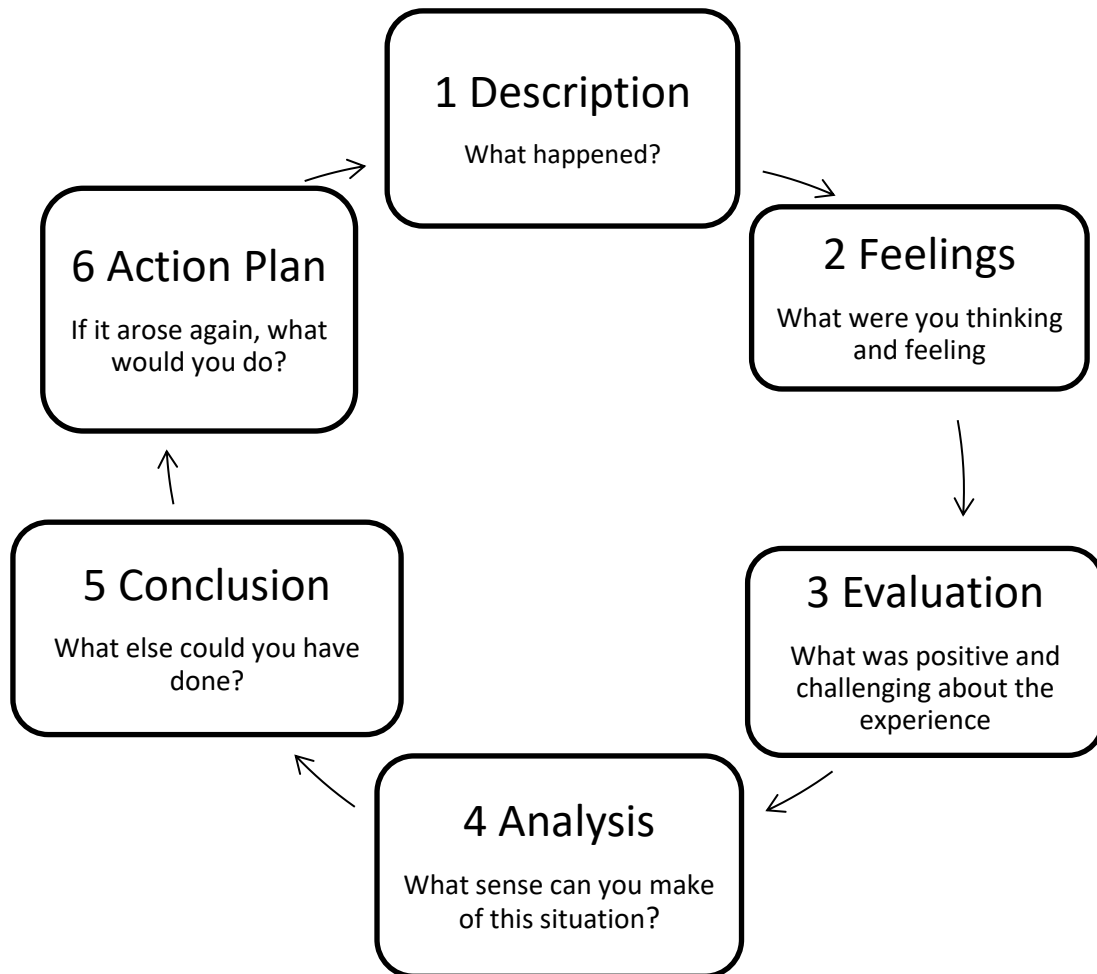 1 Description
What happened?
2 Feelings
What were you thinking
and feeling
3 Evaluation
What was positive and
challenging about the
experience
4 Analysis
What sense can you make
of this situation?
5 Conclusion
What else could you have
done?
6 Action Plan
If it arose again, what
would you do?